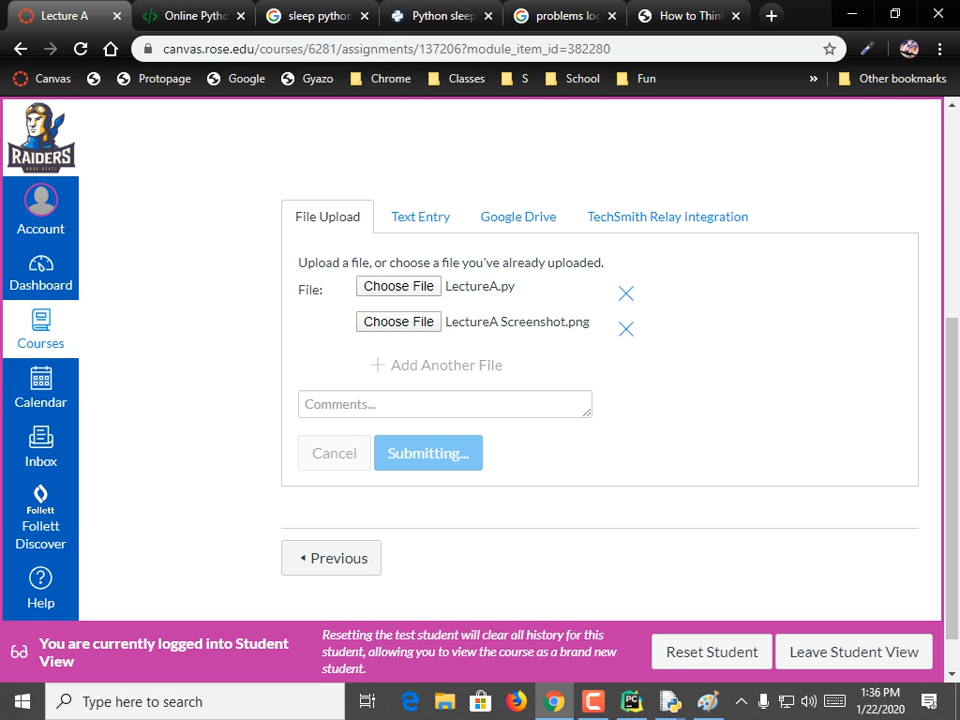 Lecture A
Online Pytho
sleep python
Python sleep
problems log
How to Think
canvas.rose.edu/courses/6281/assignments/137206?module_item_id=382280
Canvas
Protopage
Google
Gyazo
Chrome
Classes
S
School
Fun
»
Other bookmarks
RAIDERS
ROSE STATE
Account
Dashboard
Courses
Calendar
Inbox
Follett
Follett
Discover
Help
File Upload
Text Entry
Google Drive
TechSmith Relay Integration
Upload a file, or choose a file you've already uploaded.
File:
Choose File LectureA.py
Choose File LectureA Screenshot.png
Add Another File
Comments...
Cancel
Submitting...
Previous
You are currently logged into Student
View
Resetting the test student will clear all history for this
student, allowing you to view the course as a brand new
student.
Reset Student
Leave Student View
Type here to search
1:36 PM
1/22/2020